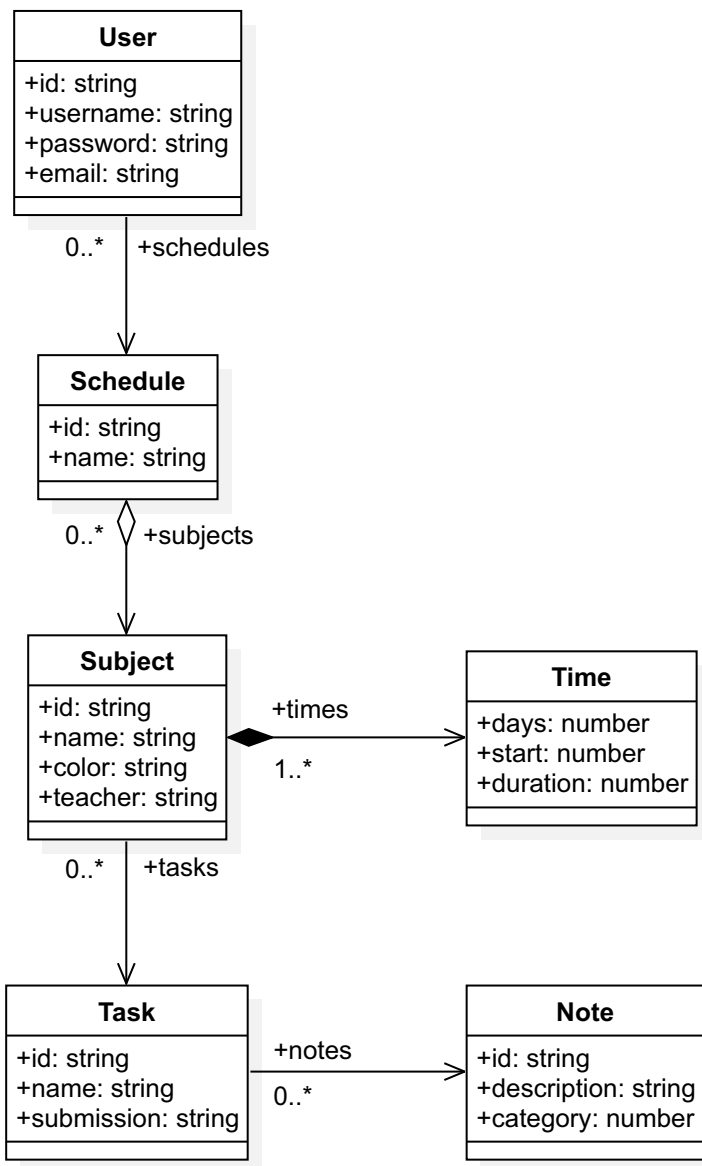 User
+id: string
+username: string
+password: string
+email: string
0..* +schedules
Schedule
+id: string
+name: string
0..* +subjects
Subject
+id: string
+name: string
+color: string
+teacher: string
+times
1..*
Time
+days: number
+start: number
+duration: number
0..* +tasks
Task
+id: string
+name: string
+submission: string
+notes
0..*
Note
+id: string
+description: string
+category: number